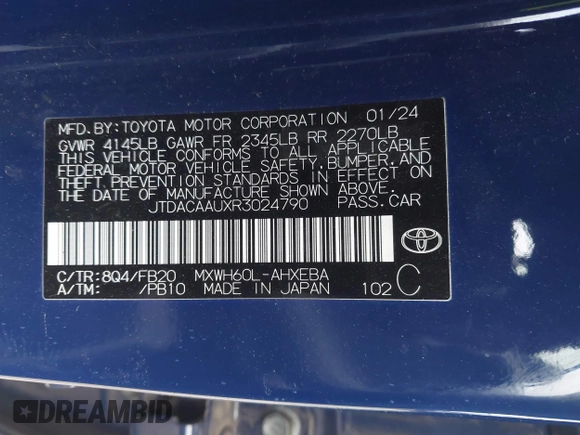 MFD.BY:TOYOTA MOTOR CORPORATION 01/24
GVWR 4145LB GAWR FR 2345LB RR 2270LB
THIS VEHICLE CONFORMS TO ALL APPLICABLE
FEDERAL MOTOR VEHICLE SAFETY, BUMPER, AND
THEFT PREVENTION STANDARDS IN EFFECT ON
THE DATE OF MANUFACTURE SHOWN ABOVE.
JTDACAAUXR3024790 PASS.CAR
C/TR:8Q4/FB20 MXWH60L-AHXEBA
A/TM: /PB10 MADE IN JAPAN 102 C
DREAMBID